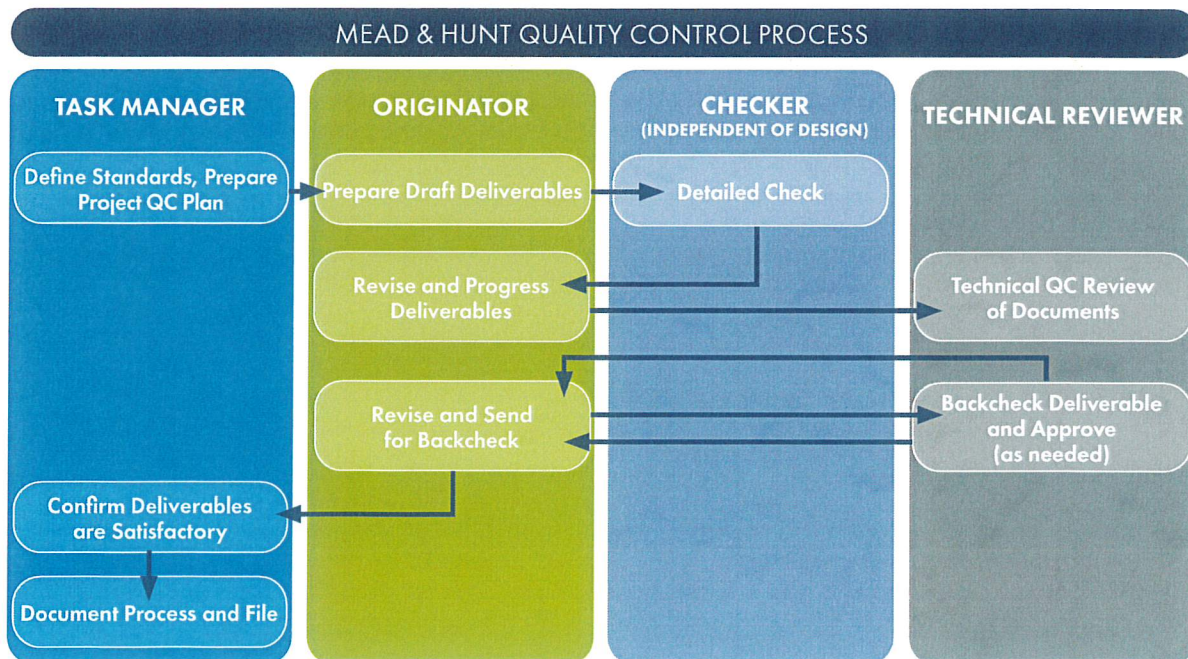 MEAD & HUNT QUALITY CONTROL PROCESS
TASK MANAGER
Define Standards, Prepare
Project QC Plan
Confirm Deliverables
are Satisfactory
Document Process and File
ORIGINATOR
Prepare Draft Deliverables
Revise and Progress
Deliverables
Revise and Send
for Backcheck
CHECKER
(INDEPENDENT OF DESIGN)
Detailed Check
TECHNICAL REVIEWER
Technical QC Review
of Documents
Backcheck Deliverable
and Approve
(as needed)